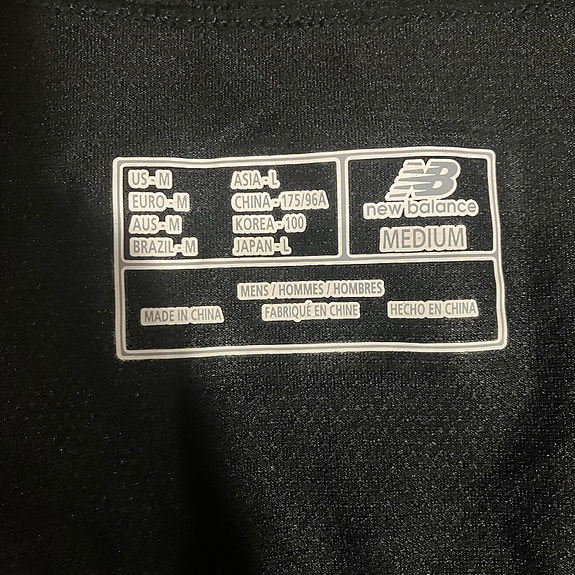 US-M ASIA-L
EURO-M CHINA-175/96A
AUS-M KOREA-100
BRAZIL-M JAPAN-L
NB
new balance
MEDIUM
MENS / HOMMES / HOMBRES
MADE IN CHINA FABRIQUÉ EN CHINE HECHO EN CHINA